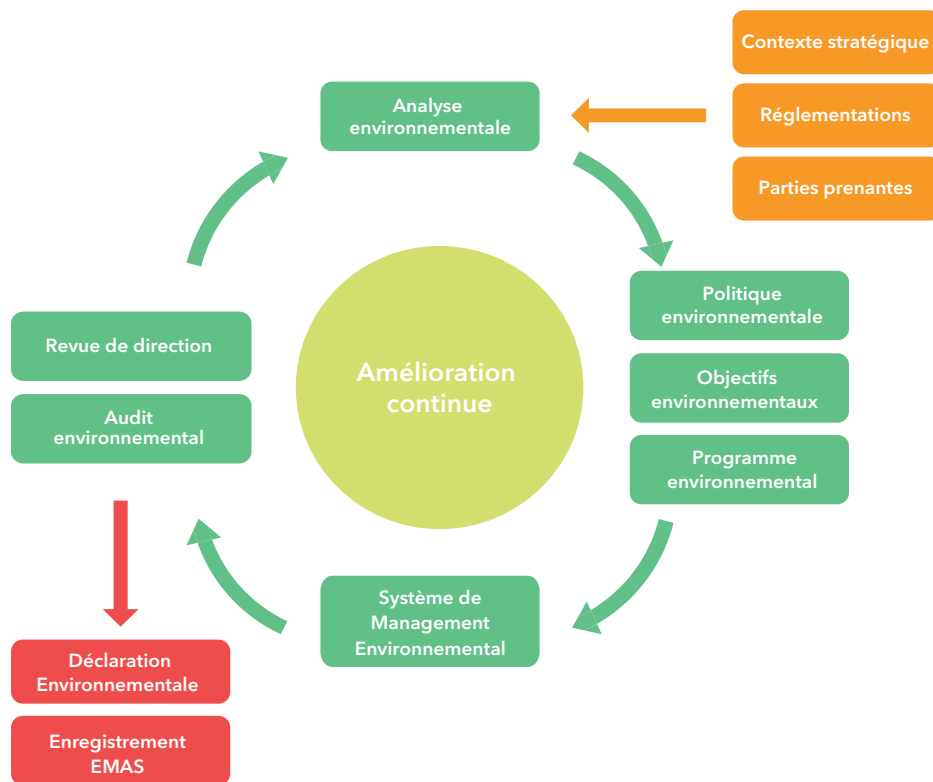 Contexte stratégique
Réglementations
Parties prenantes
Analyse
environnementale
Politique
environnementale
Objectifs
environnementaux
Programme
environnemental
Système de
Management
Environnemental
Revue de direction
Audit
environnemental
Déclaration
Environnementale
Enregistrement
EMAS
Amélioration
continue